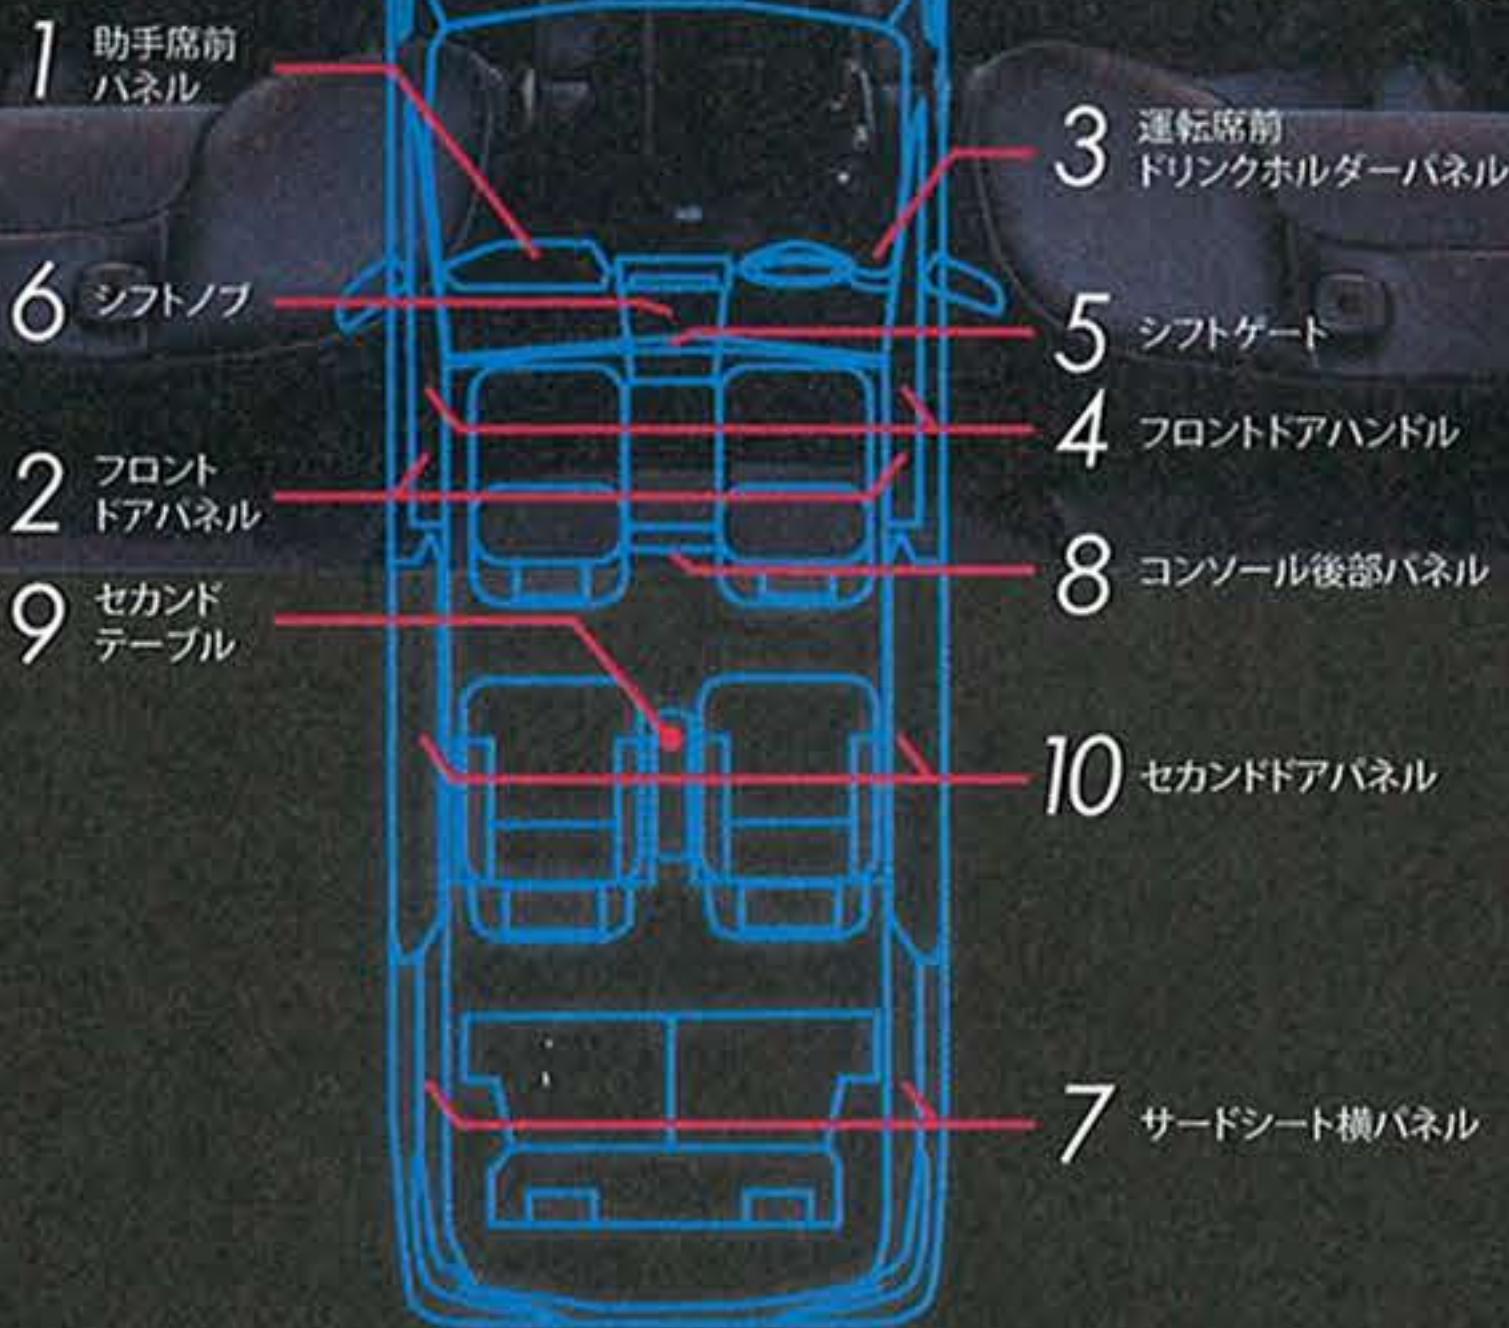 1 助手席前
パネル
3 運転席前
ドリンクホルダーパネル
6 シフトノブ
5 シフトゲート
4 フロントドアハンドル
2 フロント
ドアパネル
8 コンソール後部パネル
9 セカンド
テーブル
10 セカンドドアパネル
7 サードシート横パネル